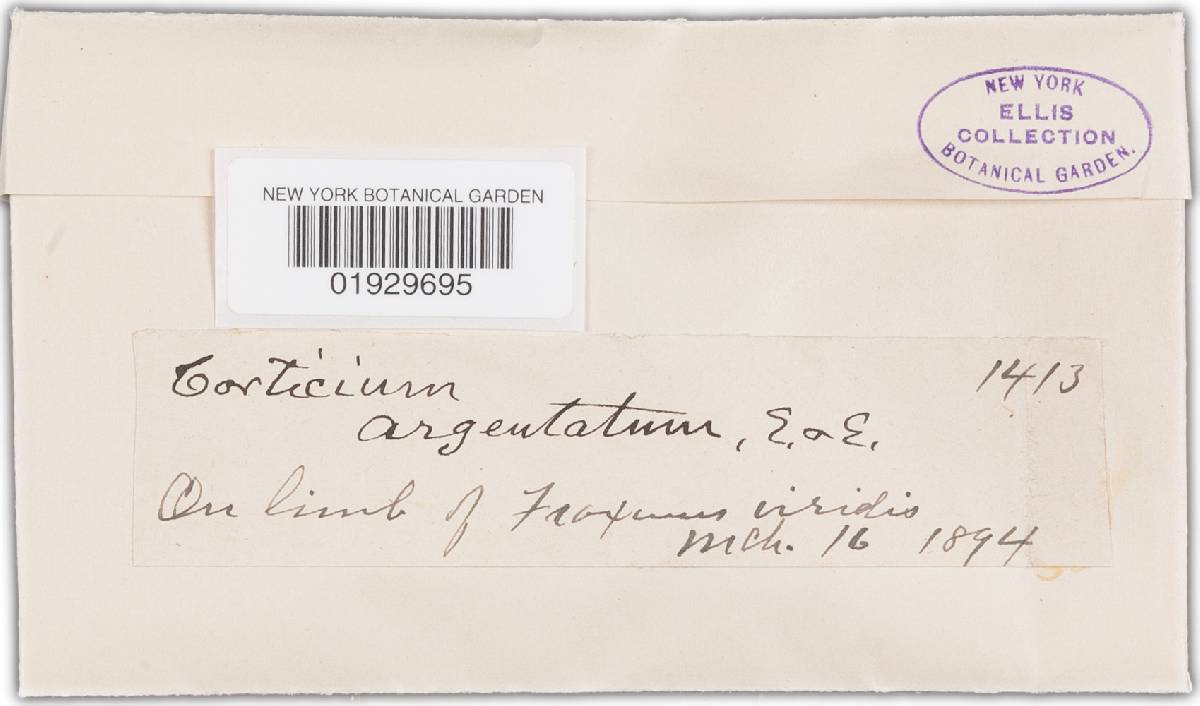 NEW YORK
ELLIS
COLLECTION
BOTANICAL GARDEN.
NEW YORK BOTANICAL GARDEN
01929695
Corticium 1413
argentatum, E. & E.
On limb of Fraxinus viridis
Mch. 16 1894